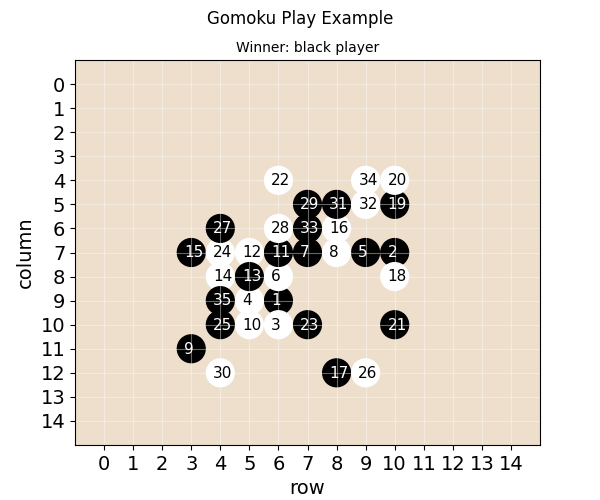 Gomoku Play Example
Winner: black player
0
1
2
3
4 22 34 20
5 29 31 32 19
6 27 28 33 16
7 15 24 12 11 7 8 5 2
8 14 13 6 18
9 35 4 1
10 25 10 3 23 21
11 9
12 30 17 26
13
14
column
0 1 2 3 4 5 6 7 8 9 10 11 12 13 14
row